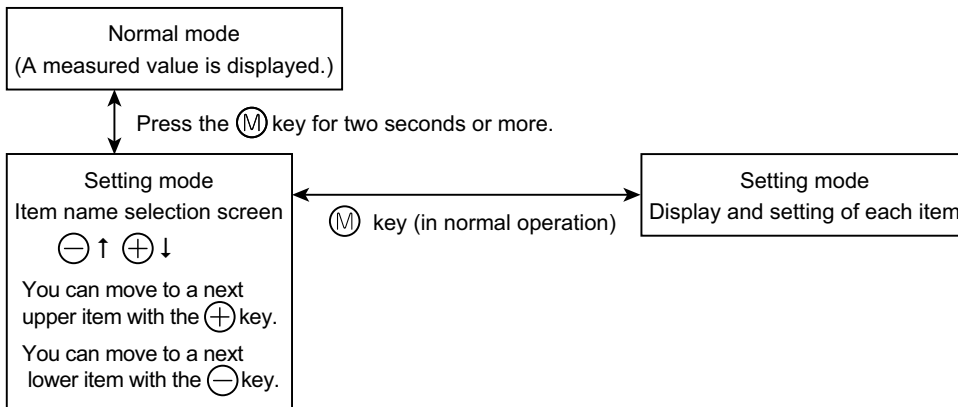 Normal mode
(A measured value is displayed.)
Press the Ⓜ key for two seconds or more.
Setting mode
Item name selection screen
⊖ ↑ ⊕ ↓
You can move to a next
upper item with the ⊕ key.
You can move to a next
lower item with the ⊖ key.
Ⓜ key (in normal operation)
Setting mode
Display and setting of each item